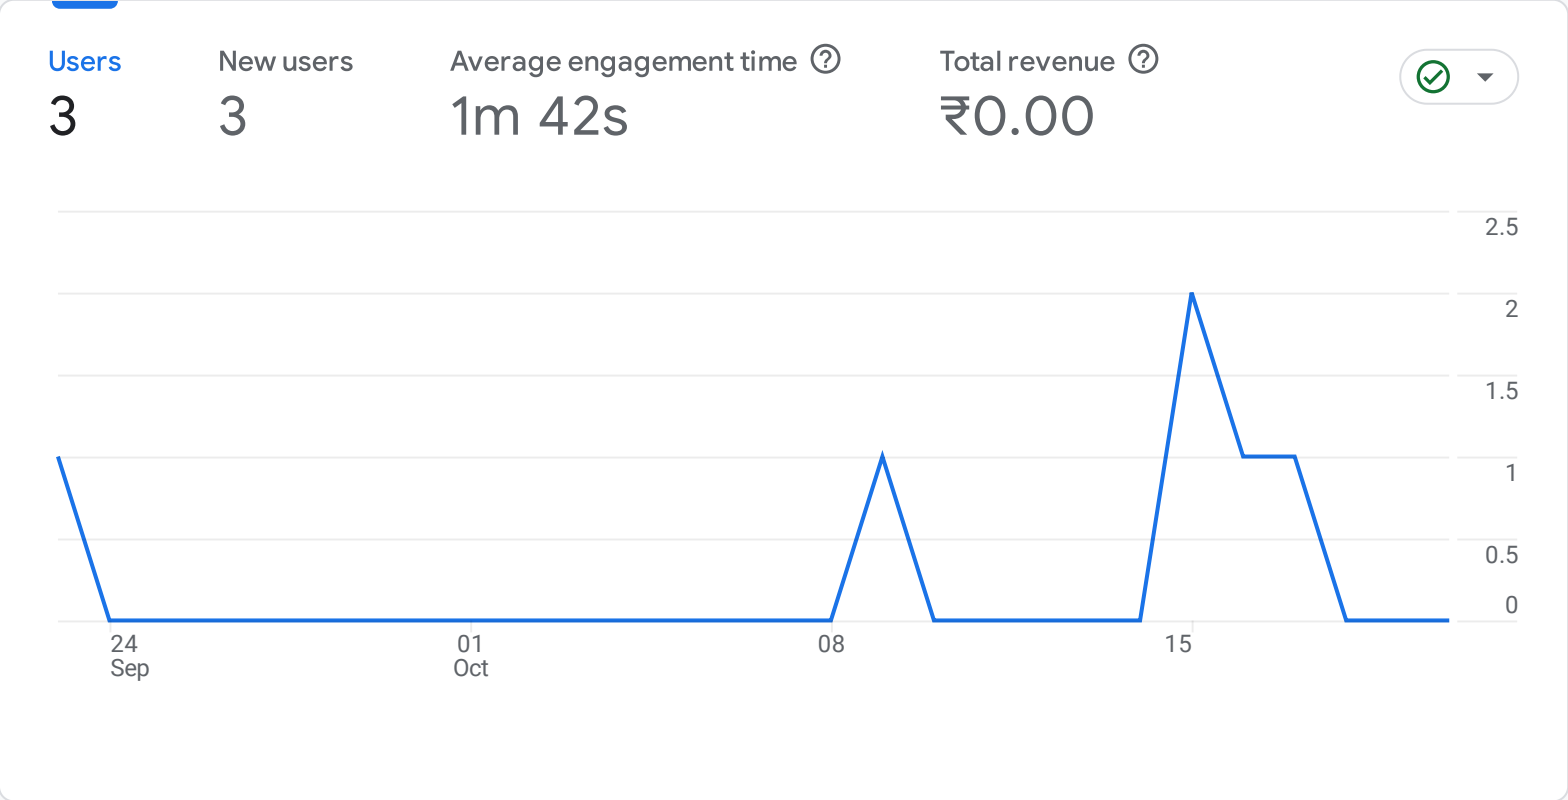 Users
3
New users
3
Average engagement time
1m 42s
Total revenue
₹0.00
2.5
2
1.5
1
0.5
0
24
Sep
01
Oct
08
15